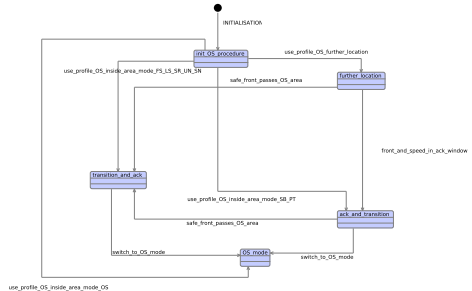 INITIALISATION
init_OS_procedure
use_profile_OS_further_location
use_profile_OS_inside_area_mode_FS_LS_SR_UN_SN
further_location
safe_front_passes_OS_area
front_and_speed_in_ack_window
transition_and_ack
use_profile_OS_inside_area_mode_SB_PT
ack_and_transition
safe_front_passes_OS_area
switch_to_OS_mode
OS_mode
switch_to_OS_mode
use_profile_OS_inside_area_mode_OS